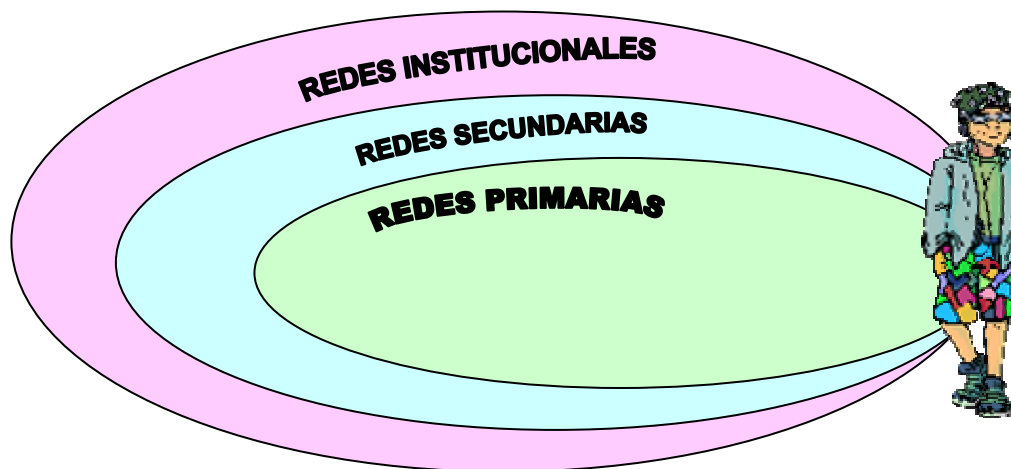 REDES INSTITUCIONALES
REDES SECUNDARIAS
REDES PRIMARIAS